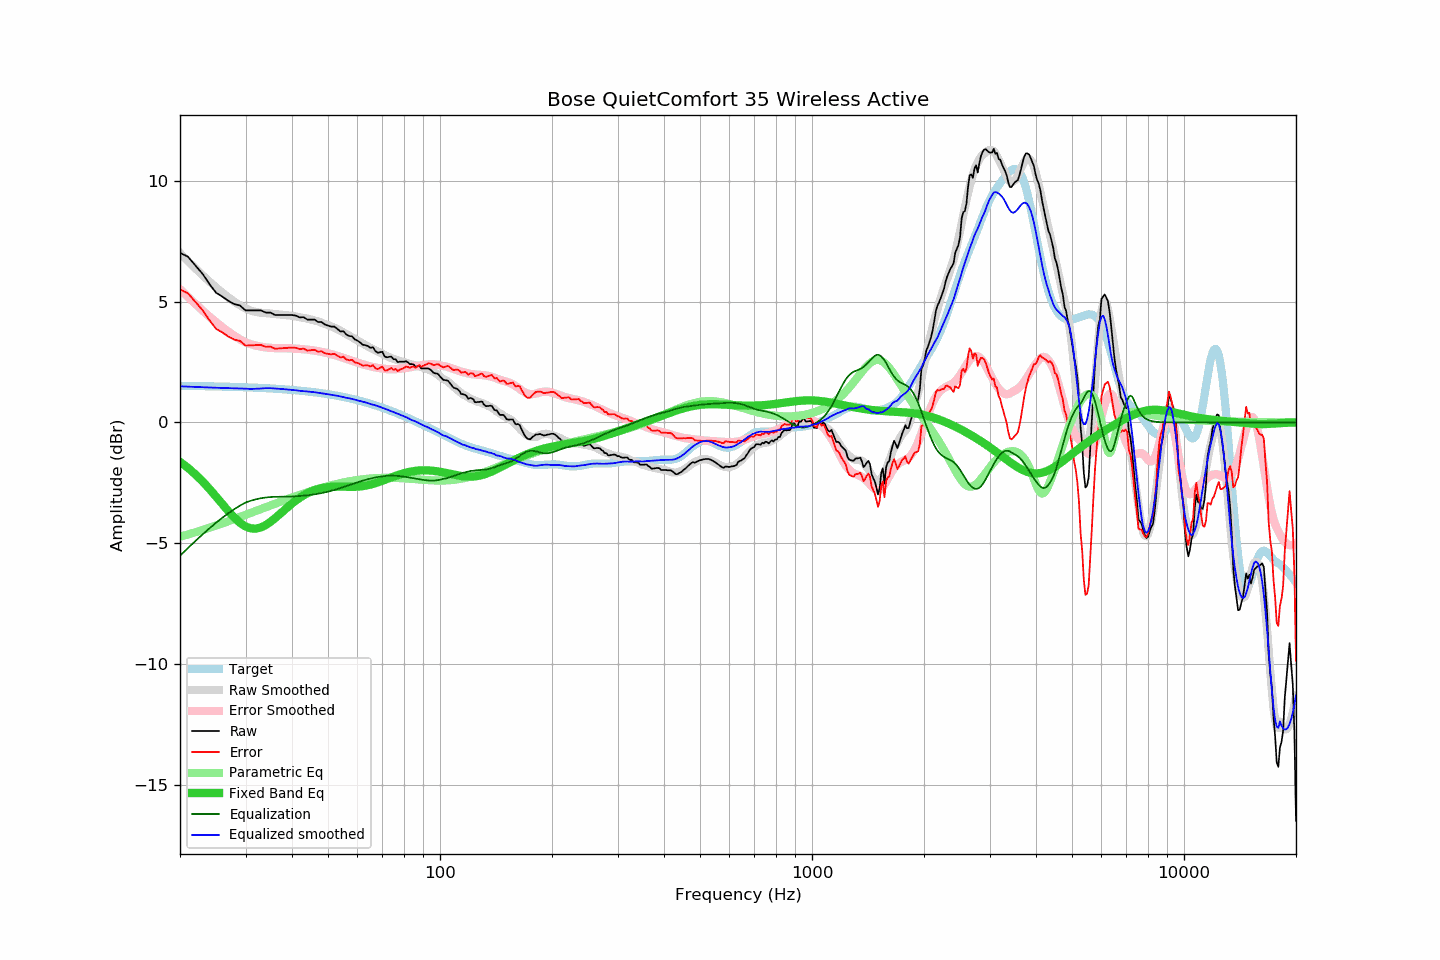 Bose QuietComfort 35 Wireless Active
10
5
0
−5
−10
−15
Amplitude (dBr)
Target
Raw Smoothed
Error Smoothed
Raw
Error
Parametric Eq
Fixed Band Eq
Equalization
Equalized smoothed
100
1000
10000
Frequency (Hz)